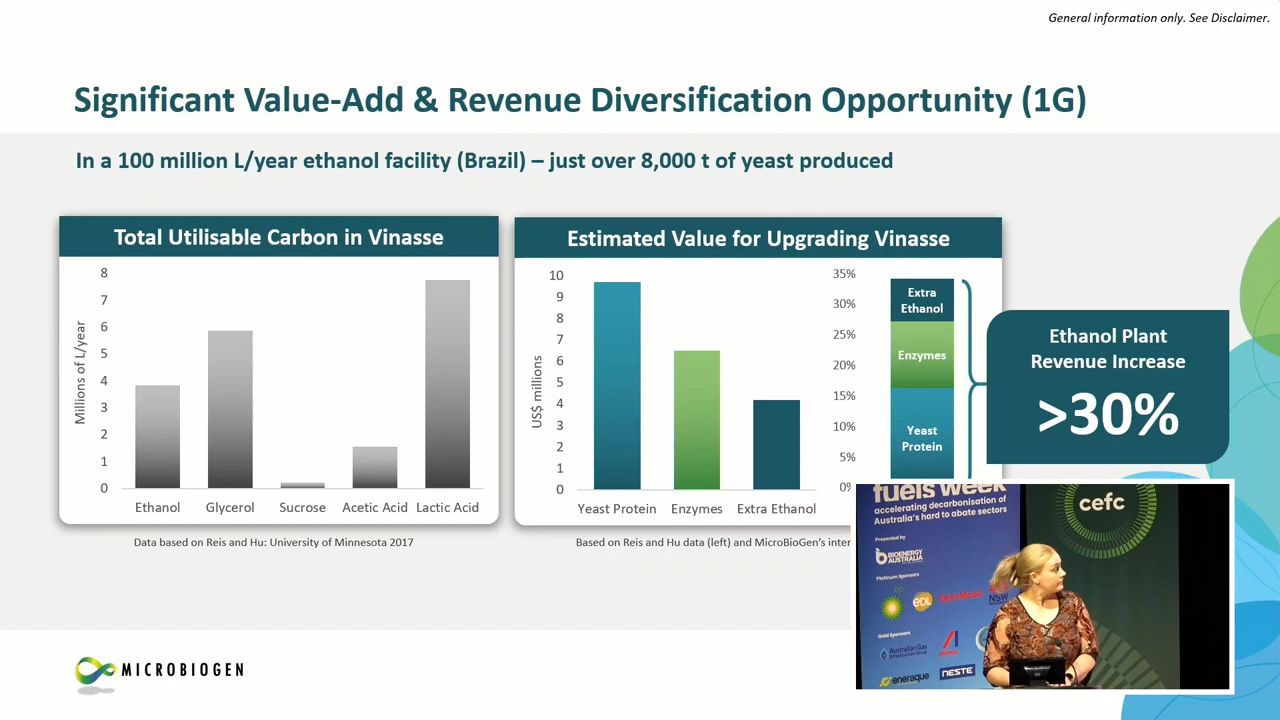 General information only. See Disclaimer.
Significant Value-Add & Revenue Diversification Opportunity (1G)
In a 100 million L/year ethanol facility (Brazil) – just over 8,000 t of yeast produced
Total Utilisable Carbon in Vinasse
8
7
6
5
4
3
2
1
0
Millions of L/year
Ethanol
Glycerol
Sucrose
Acetic Acid
Lactic Acid
Data based on Reis and Hu: University of Minnesota 2017
Estimated Value for Upgrading Vinasse
10
9
8
7
6
5
4
3
2
1
0
US$ millions
Yeast Protein
Enzymes
Extra Ethanol
35%
30%
25%
20%
15%
10%
5%
0%
Extra
Ethanol
Enzymes
Yeast
Protein
Based on Reis and Hu data (left) and MicroBioGen's inter
Ethanol Plant
Revenue Increase
>30%
fuels week
accelerating decarbonisation of
Australia's hard to abate sectors
Presented by
BIOENERGY
AUSTRALIA
Platinum Sponsors
bp
edl
ExxonMobil
NSW
Gold Sponsors
Australian Gas
Infrastructure Group
AMPOL
eneraque
NESTE
cefc
MICROBIOGEN